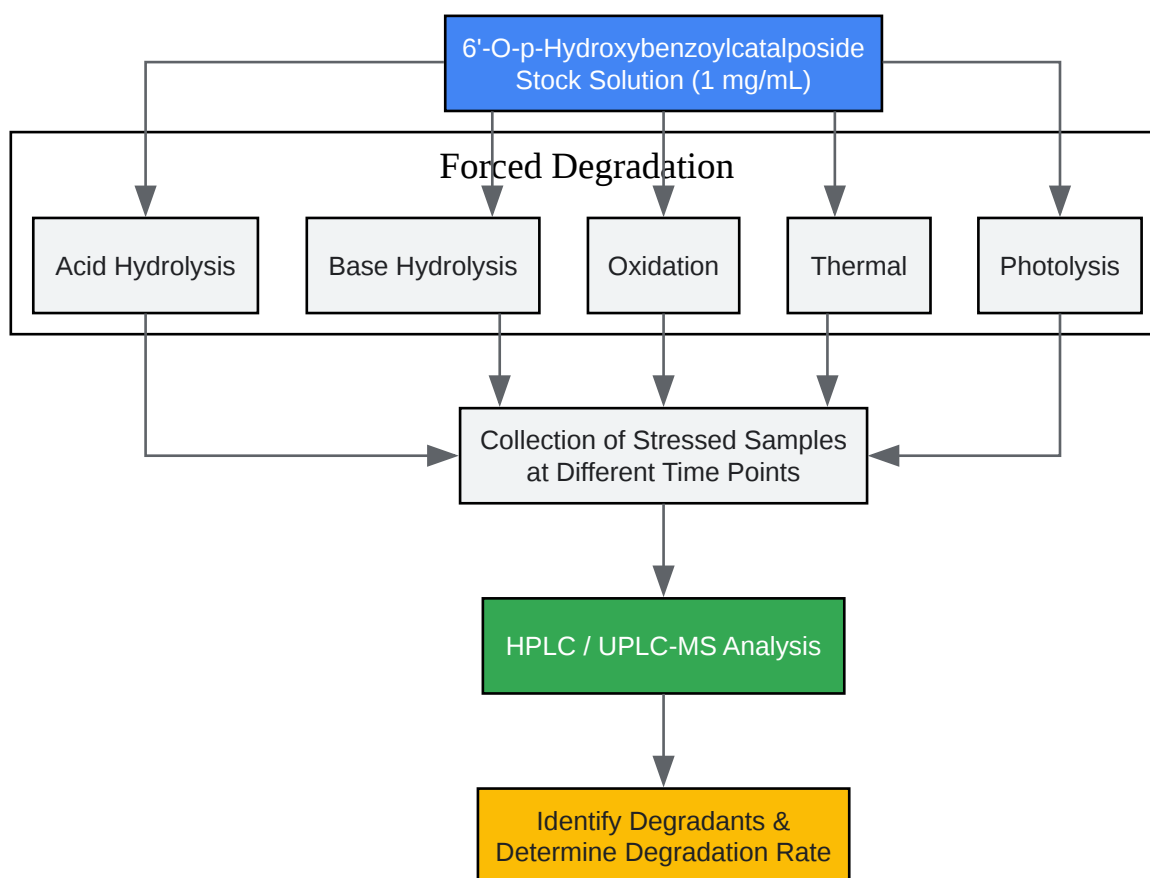 6'-O-p-Hydroxybenzoylcatalposide
Stock Solution (1 mg/mL)
Forced Degradation
Acid Hydrolysis
Base Hydrolysis
Oxidation
Thermal
Photolysis
Collection of Stressed Samples
at Different Time Points
HPLC / UPLC-MS Analysis
Identify Degradants &
Determine Degradation Rate